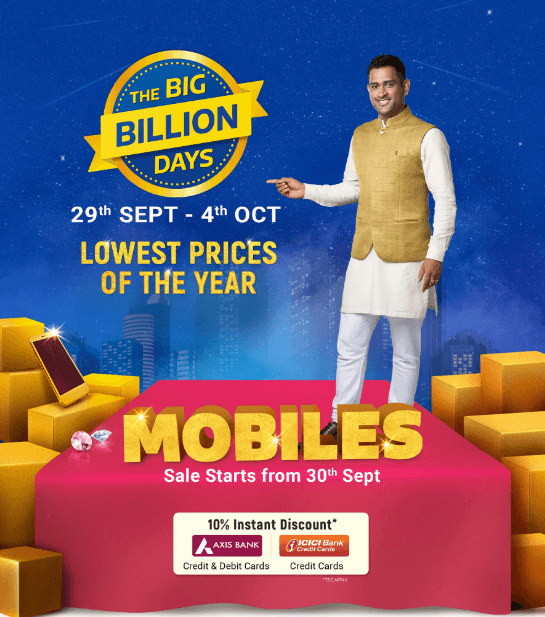 THE BIG
BILLION
DAYS
29th SEPT - 4th OCT
LOWEST PRICES
OF THE YEAR
MOBILES
Sale Starts from 30th Sept
10% Instant Discount*
AXIS BANK
ICICI Bank
Credit Cards
Credit & Debit Cards
Credit Cards
*T&C APPLY